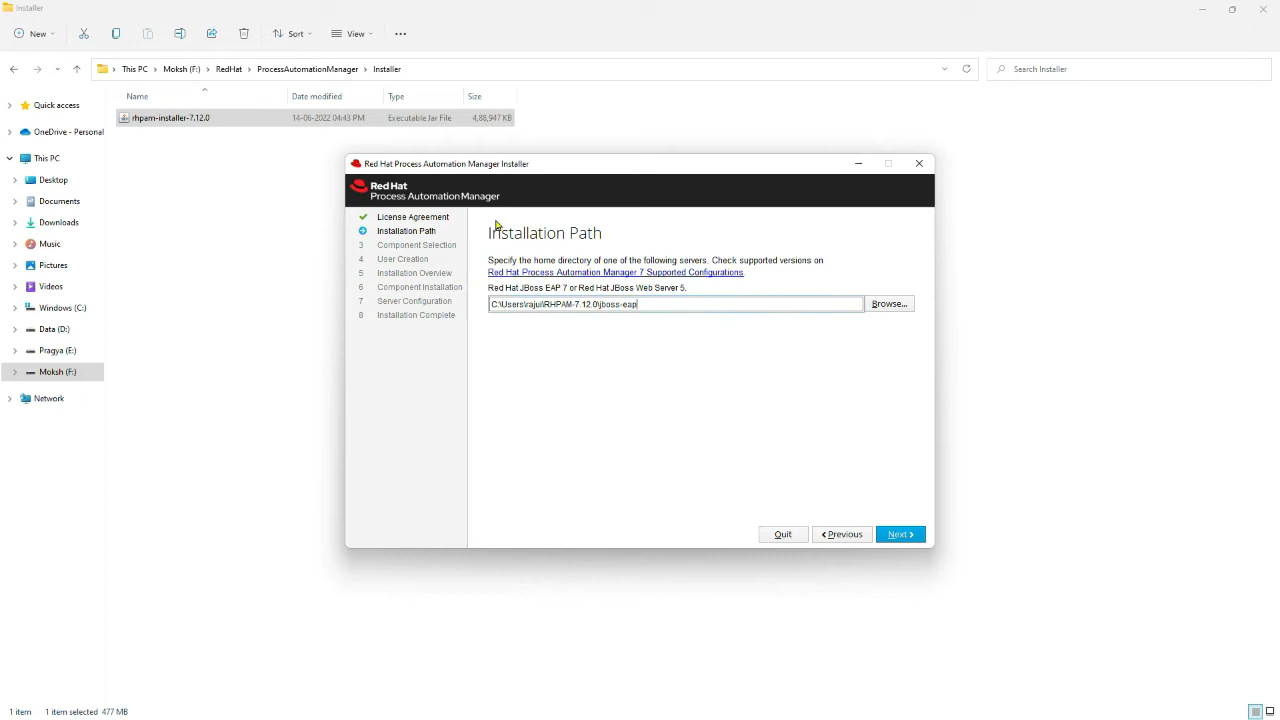 Installer
New
Sort
View
This PC
Moksh (F:)
RedHat
ProcessAutomationManager
Installer
Search Installer
Name
Date modified
Type
Size
Quick access
rhpam-installer-7.12.0
14-06-2022 04:43 PM
Executable Jar File
4,88,947 KB
OneDrive - Personal
This PC
Desktop
Documents
Downloads
Music
Pictures
Videos
Windows (C:)
Data (D:)
Pragya (E:)
Moksh (F:)
Network
Red Hat Process Automation Manager Installer
Red Hat
Process Automation Manager
License Agreement
Installation Path
3 Component Selection
4 User Creation
5 Installation Overview
6 Component Installation
7 Server Configuration
8 Installation Complete
Installation Path
Specify the home directory of one of the following servers. Check supported versions on
Red Hat Process Automation Manager 7 Supported Configurations.
Red Hat JBoss EAP 7 or Red Hat JBoss Web Server 5.
C:\Users\rajui\RHPAM-7.12.0\jboss-eap
Browse...
Quit
Previous
Next
1 item
1 item selected 477 MB